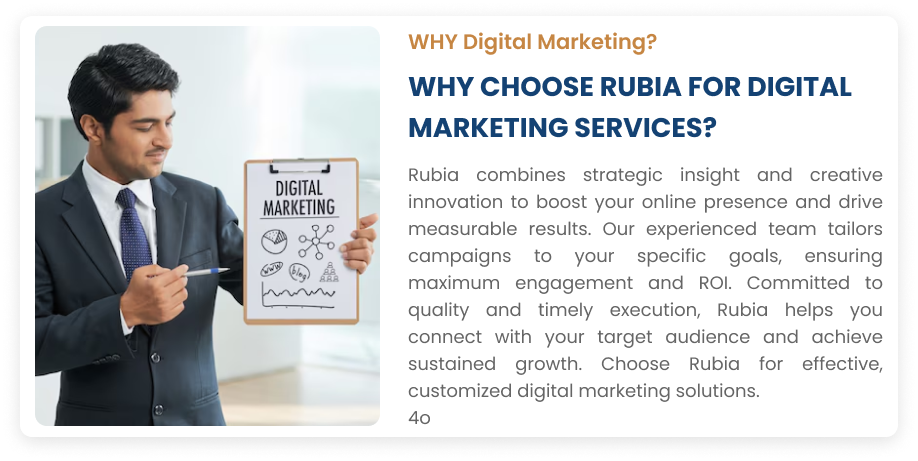 WHY Digital Marketing?
WHY CHOOSE RUBIA FOR DIGITAL
MARKETING SERVICES?
Rubia combines strategic insight and creative
innovation to boost your online presence and drive
measurable results. Our experienced team tailors
campaigns to your specific goals, ensuring
maximum engagement and ROI. Committed to
quality and timely execution, Rubia helps you
connect with your target audience and achieve
sustained growth. Choose Rubia for effective,
customized digital marketing solutions.
4o
DIGITAL
MARKETING
WWW
blog